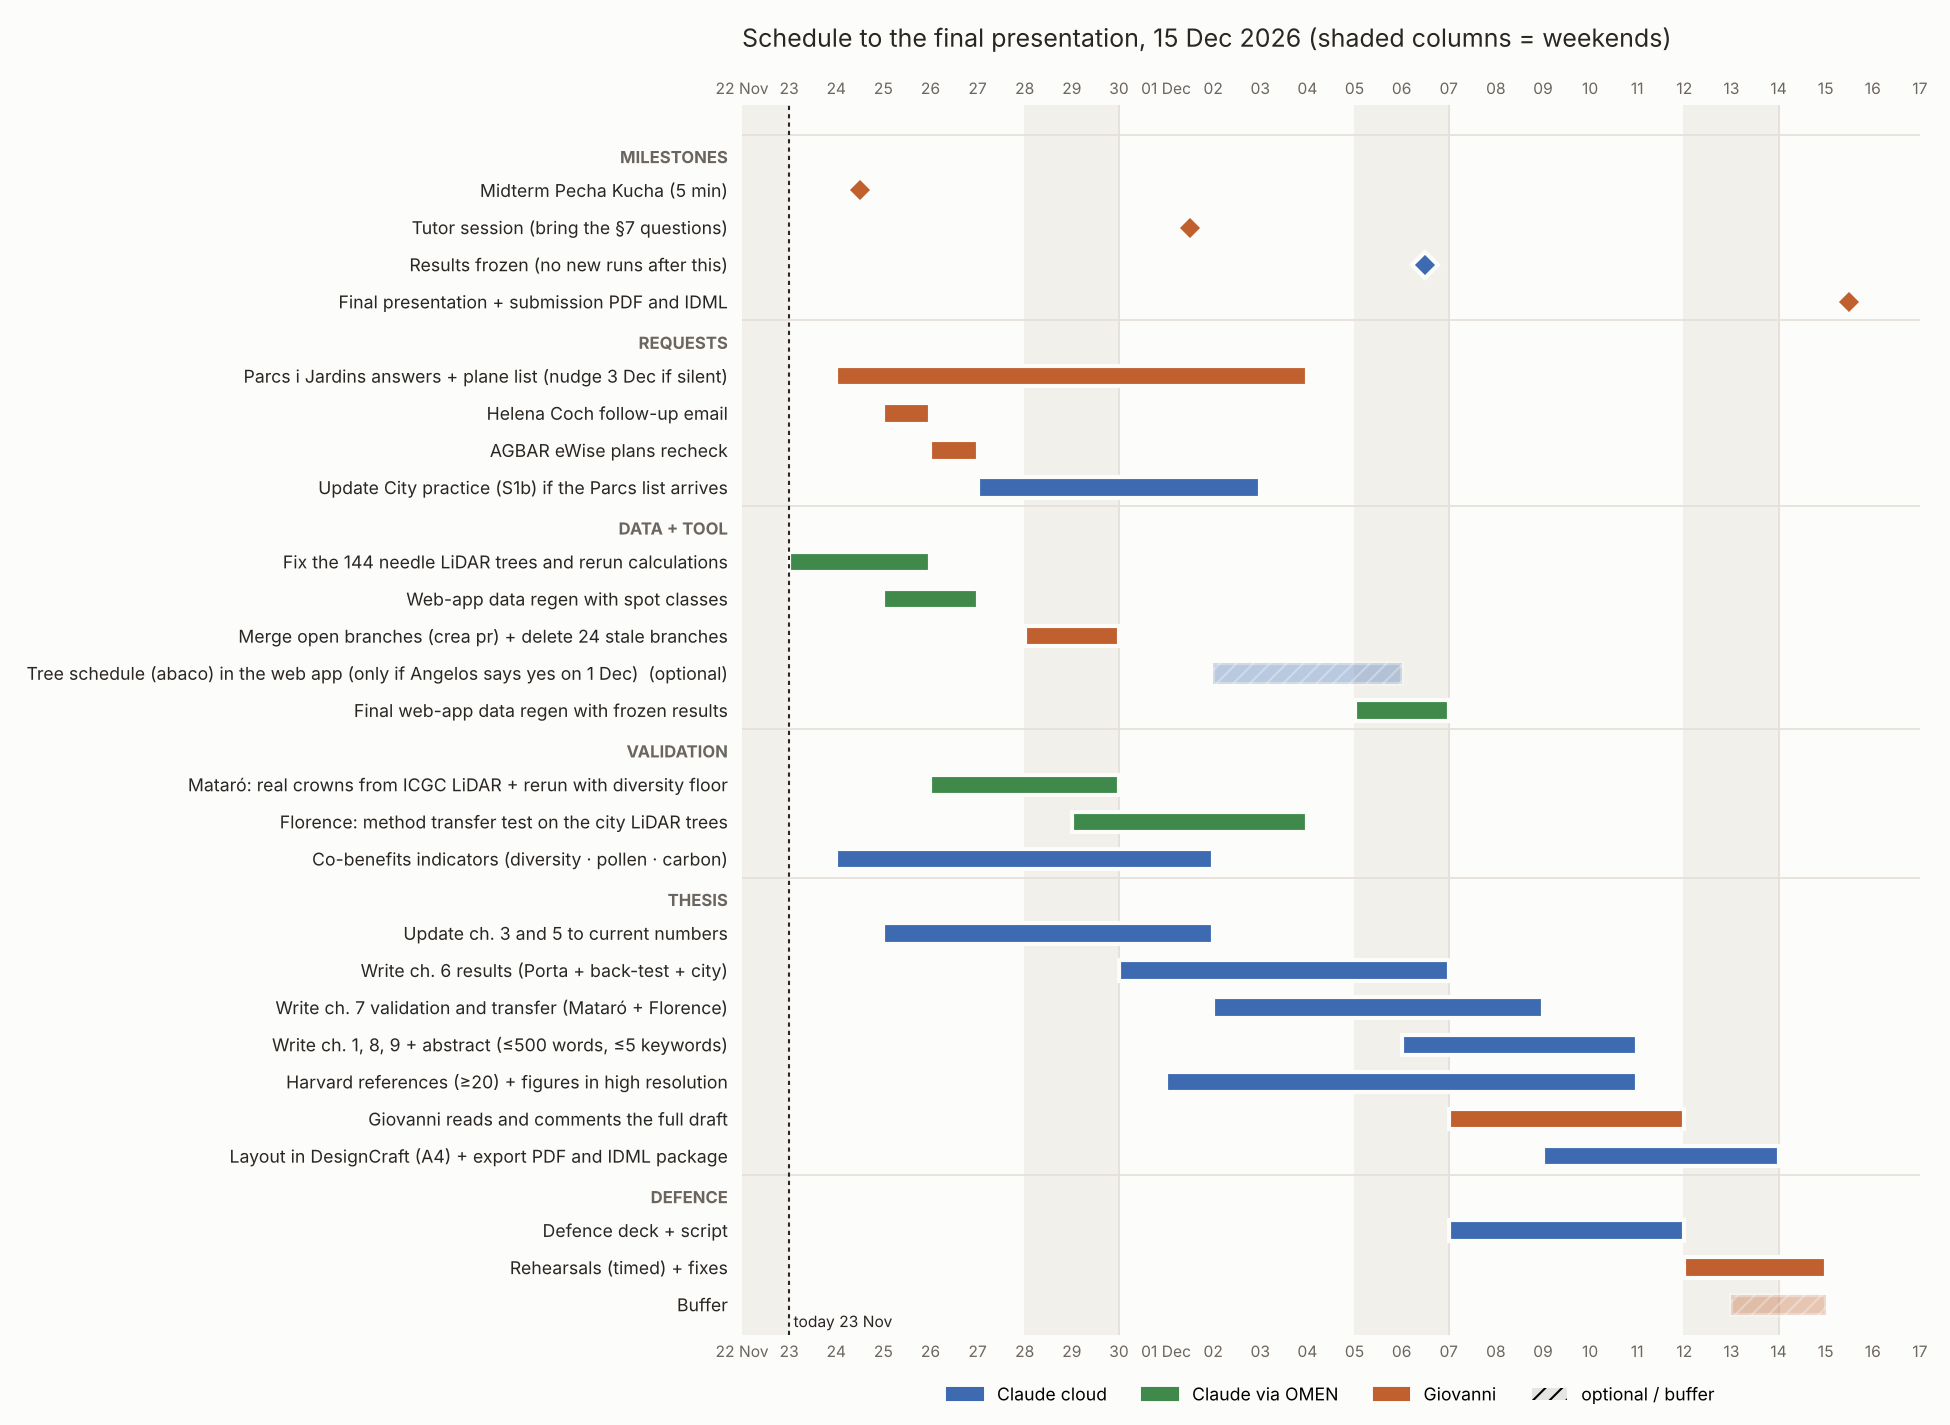 Schedule to the final presentation, 15 Dec 2026 (shaded columns = weekends)
22 Nov 23 24 25 26 27 28 29 30 01 Dec 02 03 04 05 06 07 08 09 10 11 12 13 14 15 16 17
MILESTONES
Midterm Pecha Kucha (5 min)
Tutor session (bring the §7 questions)
Results frozen (no new runs after this)
Final presentation + submission PDF and IDML
REQUESTS
Parcs i Jardins answers + plane list (nudge 3 Dec if silent)
Helena Coch follow-up email
AGBAR eWise plans recheck
Update City practice (S1b) if the Parcs list arrives
DATA + TOOL
Fix the 144 needle LiDAR trees and rerun calculations
Web-app data regen with spot classes
Merge open branches (crea pr) + delete 24 stale branches
Tree schedule (abaco) in the web app (only if Angelos says yes on 1 Dec) (optional)
Final web-app data regen with frozen results
VALIDATION
Mataró: real crowns from ICGC LiDAR + rerun with diversity floor
Florence: method transfer test on the city LiDAR trees
Co-benefits indicators (diversity · pollen · carbon)
THESIS
Update ch. 3 and 5 to current numbers
Write ch. 6 results (Porta + back-test + city)
Write ch. 7 validation and transfer (Mataró + Florence)
Write ch. 1, 8, 9 + abstract (≤500 words, ≤5 keywords)
Harvard references (≥20) + figures in high resolution
Giovanni reads and comments the full draft
Layout in DesignCraft (A4) + export PDF and IDML package
DEFENCE
Defence deck + script
Rehearsals (timed) + fixes
Buffer
today 23 Nov
22 Nov 23 24 25 26 27 28 29 30 01 Dec 02 03 04 05 06 07 08 09 10 11 12 13 14 15 16 17
Claude cloud Claude via OMEN Giovanni optional / buffer